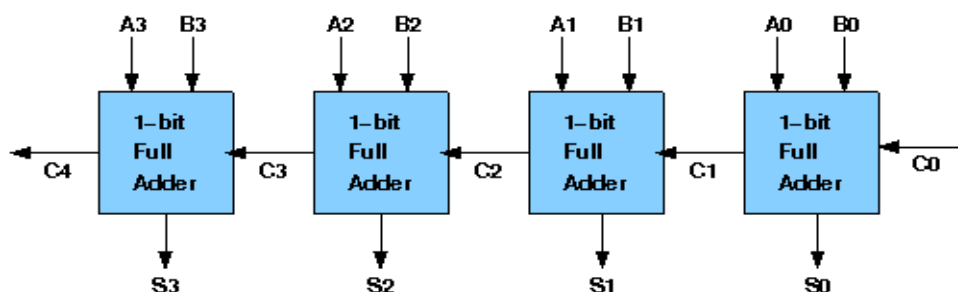 A3 B3 A2 B2 A1 B1 A0 B0
1-bit 1-bit 1-bit 1-bit
Full Full Full Full
C4 C3 C2 C1 C0
Adder Adder Adder Adder
S3 S2 S1 S0